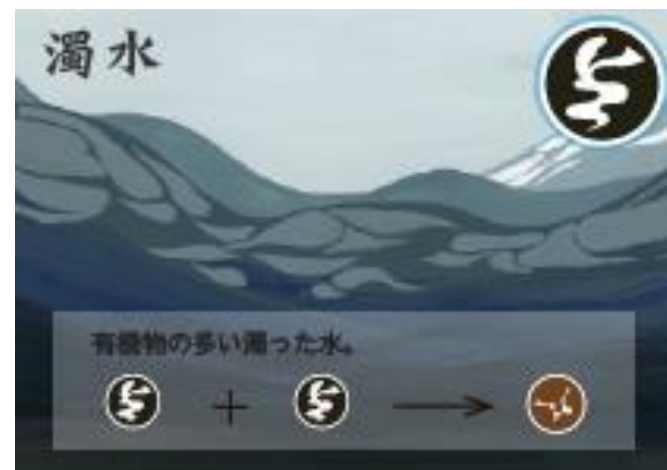 濁水
有機物の多い濁った水。
+ →